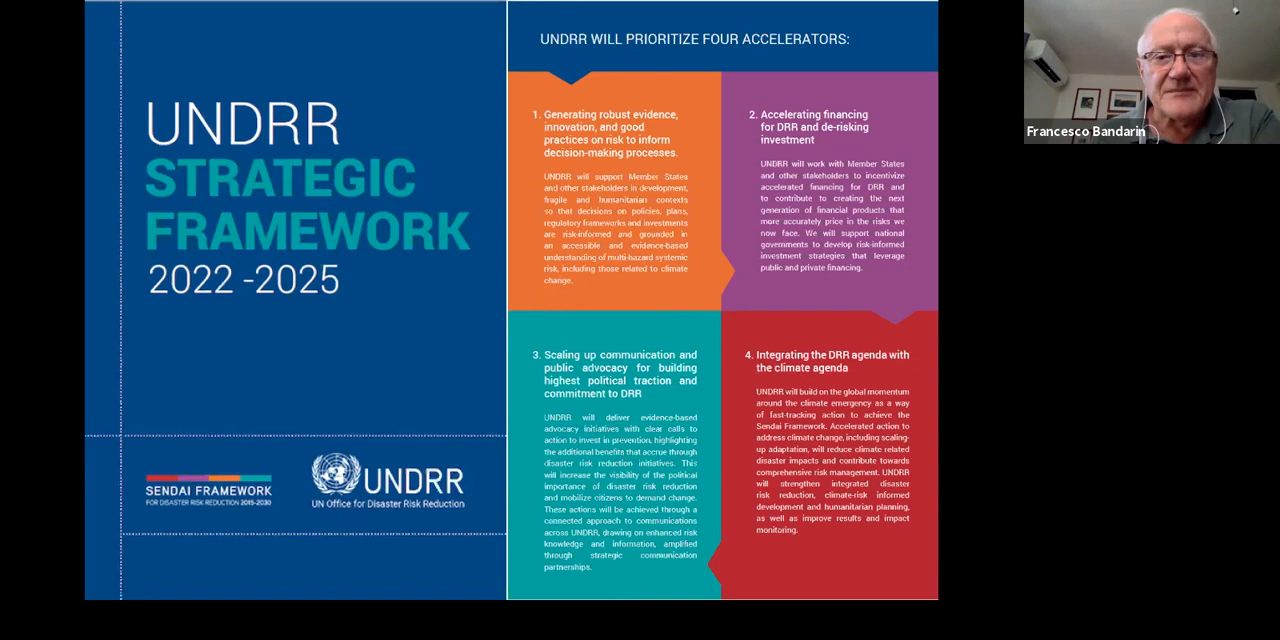 UNDRR
STRATEGIC
FRAMEWORK
2022 -2025
SENDAI FRAMEWORK
FOR DISASTER RISK REDUCTION 2015-2030
UNDRR
UN Office for Disaster Risk Reduction
UNDRR WILL PRIORITIZE FOUR ACCELERATORS:
1. Generating robust evidence,
innovation, and good
practices on risk to inform
decision-making processes.
UNDRR will support Member States
and other stakeholders in development,
fragile and humanitarian contexts
so that decisions on policies, plans,
regulatory frameworks and investments
are risk-informed and grounded in
an accessible and evidence-based
understanding of multi-hazard systemic
risk, including those related to climate
change.
2. Accelerating financing
for DRR and de-risking
investment
UNDRR will work with Member States
and other stakeholders to incentivize
accelerated financing for DRR and
to contribute to creating the next
generation of financial products that
more accurately price in the risks we
now face. We will support national
governments to develop risk-informed
investment strategies that leverage
public and private financing.
3. Scaling up communication and
public advocacy for building
highest political traction and
commitment to DRR
UNDRR will deliver evidence-based
advocacy initiatives with clear calls to
action to invest in prevention, highlighting
the additional benefits that accrue through
disaster risk reduction initiatives. This
will increase the visibility of the political
importance of disaster risk reduction
and mobilize citizens to demand change.
These actions will be achieved through a
connected approach to communications
across UNDRR, drawing on enhanced risk
knowledge and information, amplified
through strategic communication
partnerships.
4. Integrating the DRR agenda with
the climate agenda
UNDRR will build on the global momentum
around the climate emergency as a way
of fast-tracking action to achieve the
Sendai Framework. Accelerated action to
address climate change, including scaling-
up adaptation, will reduce climate related
disaster impacts and contribute towards
comprehensive risk management. UNDRR
will strengthen integrated disaster
risk reduction, climate-risk informed
development and humanitarian planning,
as well as improve results and impact
monitoring.
Francesco Bandarin